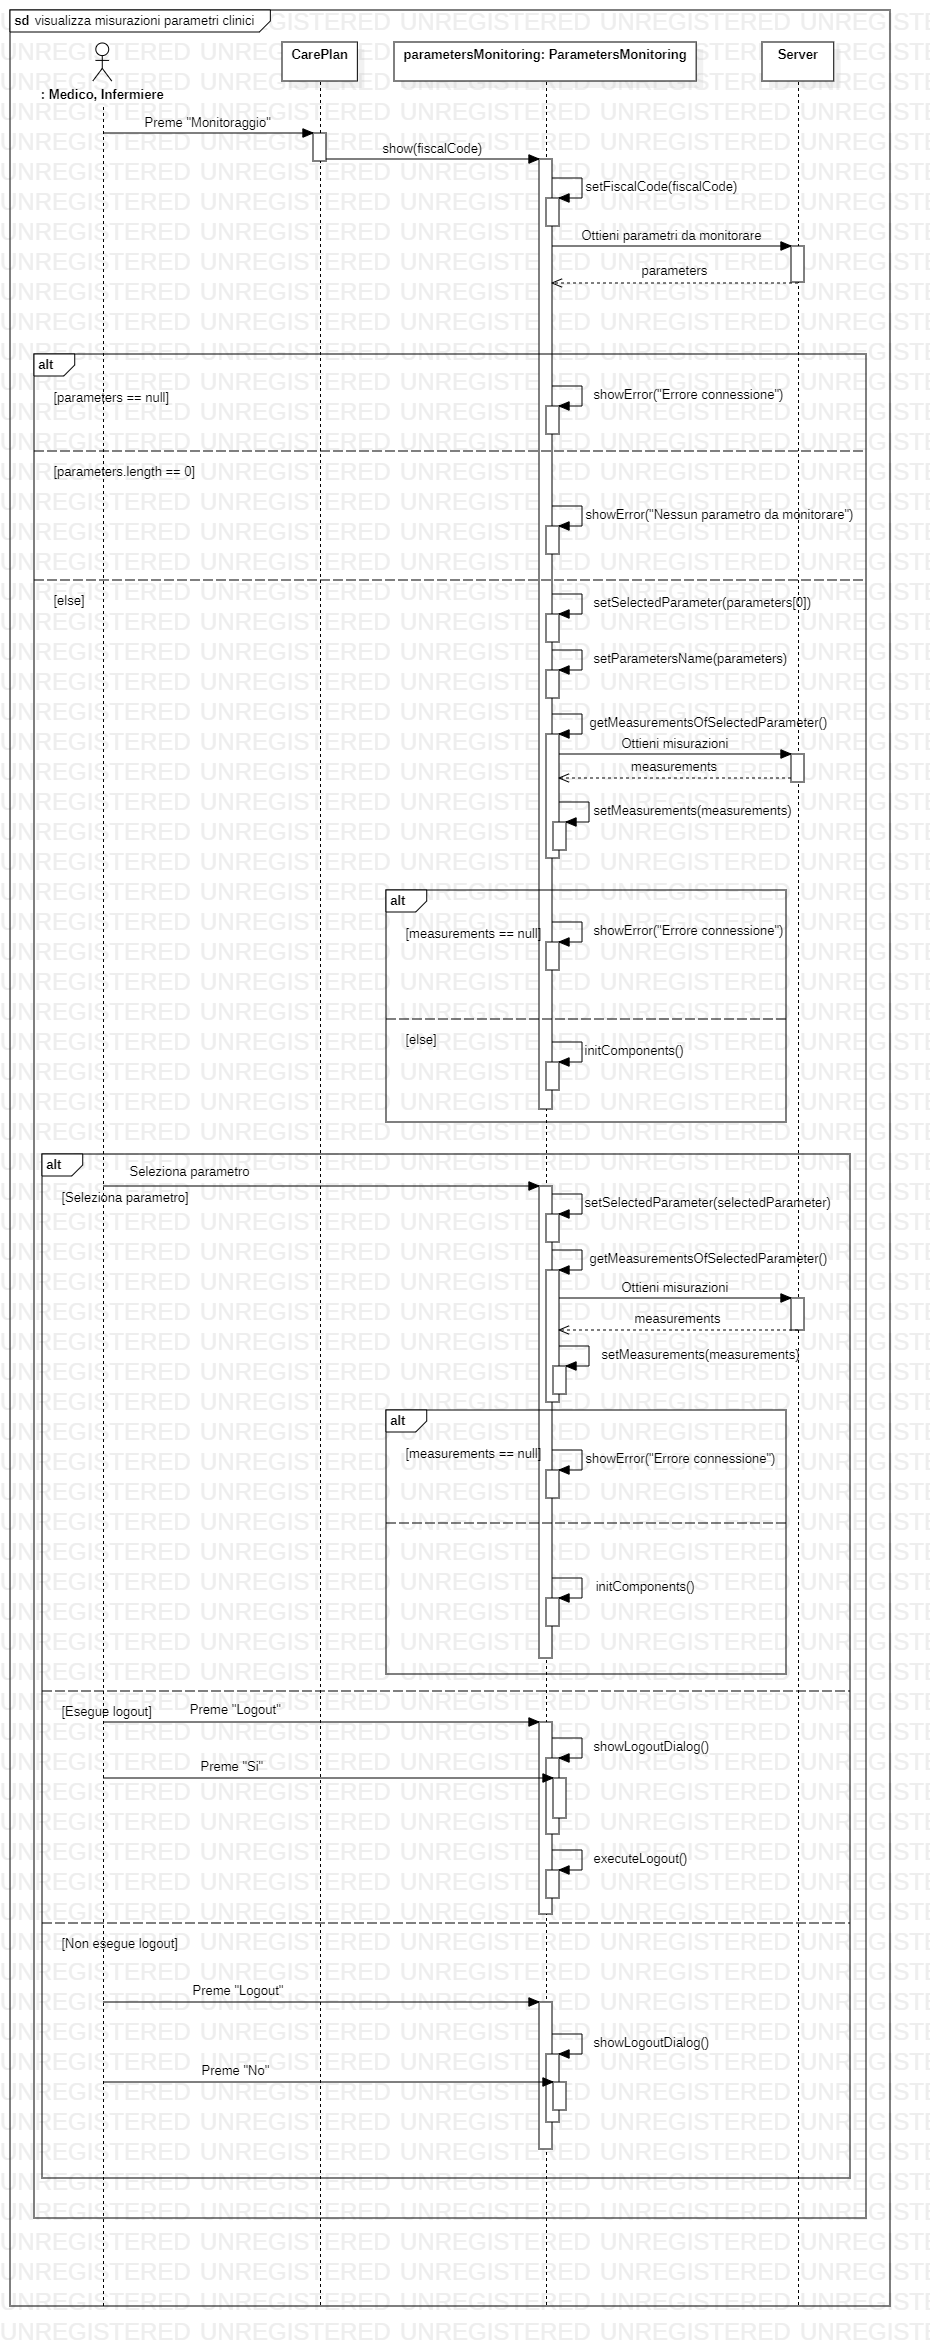 sd visualizza misurazioni parametri clinici
CarePlan
parametersMonitoring: ParametersMonitoring
Server
: Medico, Infermiere
Preme "Monitoraggio"
show(fiscalCode)
setFiscalCode(fiscalCode)
Ottieni parametri da monitorare
parameters
alt
[parameters == null]
showError("Errore connessione")
[parameters.length == 0]
showError("Nessun parametro da monitorare")
[else]
setSelectedParameter(parameters[0])
setParametersName(parameters)
getMeasurementsOfSelectedParameter()
Ottieni misurazioni
measurements
setMeasurements(measurements)
alt
[measurements == null]
showError("Errore connessione")
[else]
initComponents()
alt
Seleziona parametro
[Seleziona parametro]
setSelectedParameter(selectedParameter)
getMeasurementsOfSelectedParameter()
Ottieni misurazioni
measurements
setMeasurements(measurements)
alt
[measurements == null]
showError("Errore connessione")
initComponents()
[Esegue logout]
Preme "Logout"
showLogoutDialog()
Preme "Si"
executeLogout()
[Non esegue logout]
Preme "Logout"
showLogoutDialog()
Preme "No"
UNREGISTERED